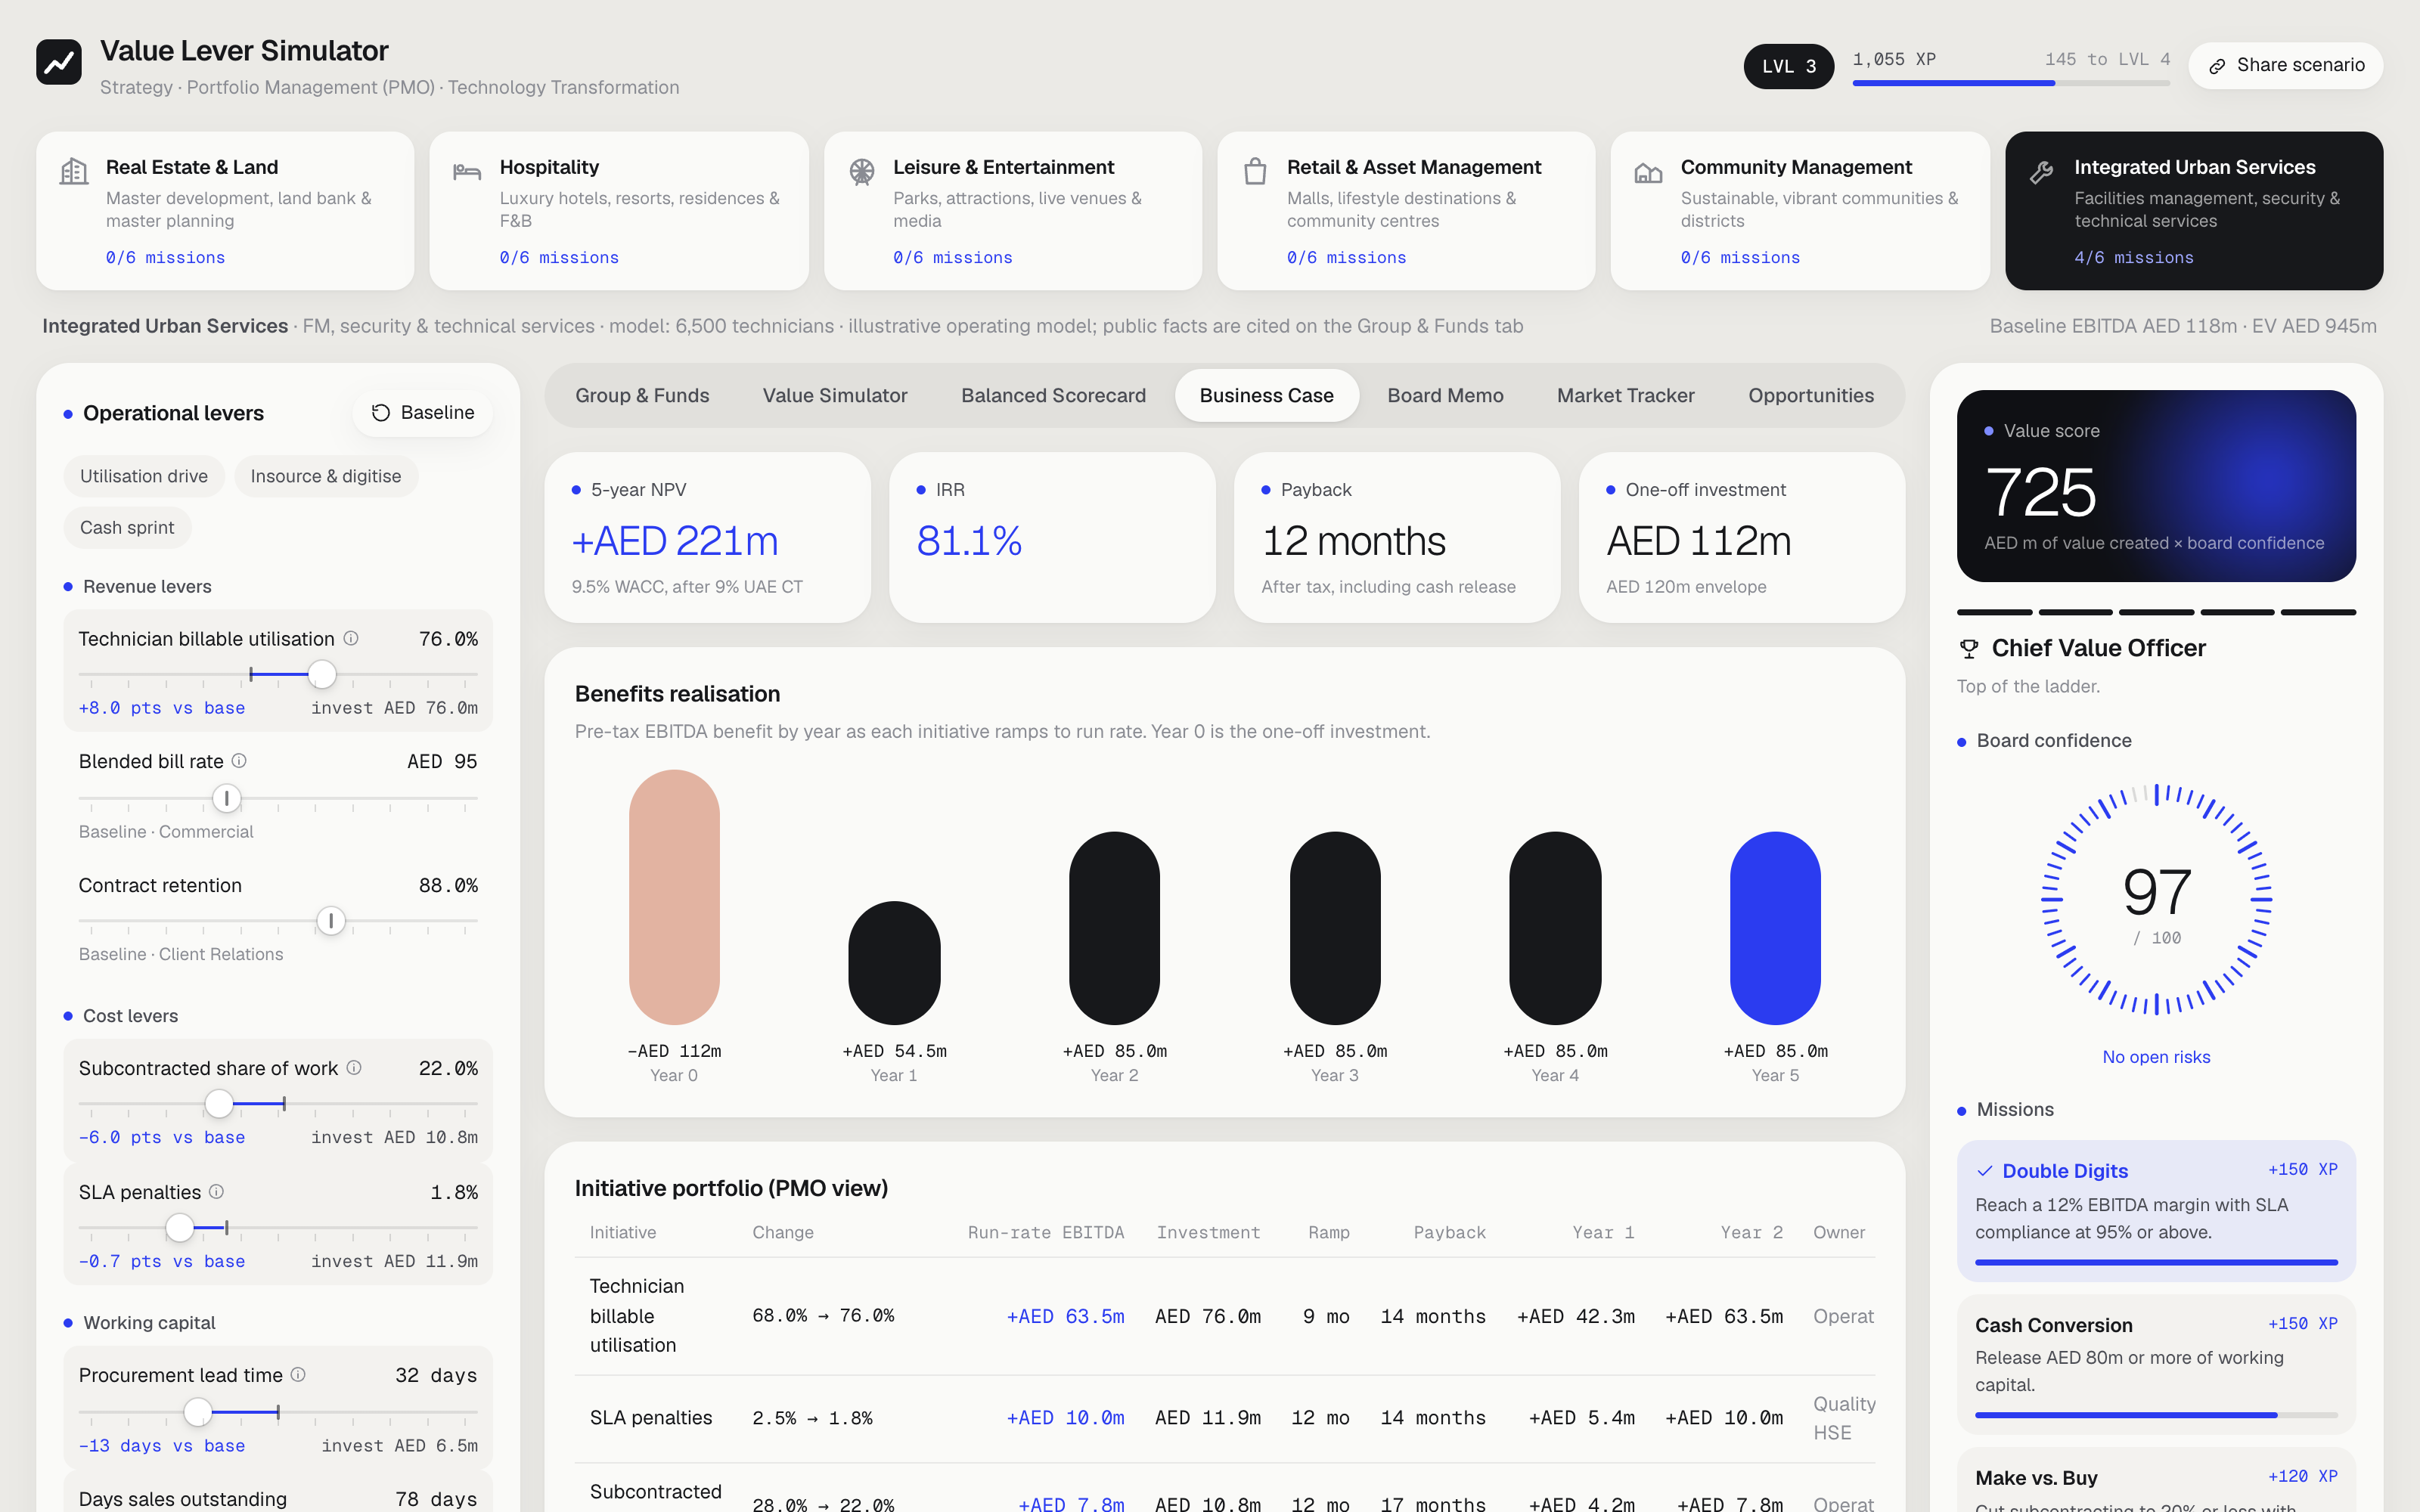 Value Lever Simulator
Strategy · Portfolio Management (PMO) · Technology Transformation
LVL 3
1,055 XP
145 to LVL 4
Share scenario
Real Estate & Land
Master development, land bank &
master planning
0/6 missions
Hospitality
Luxury hotels, resorts, residences &
F&B
0/6 missions
Leisure & Entertainment
Parks, attractions, live venues &
media
0/6 missions
Retail & Asset Management
Malls, lifestyle destinations &
community centres
0/6 missions
Community Management
Sustainable, vibrant communities &
districts
0/6 missions
Integrated Urban Services
Facilities management, security &
technical services
4/6 missions
Integrated Urban Services · FM, security & technical services · model: 6,500 technicians · illustrative operating model; public facts are cited on the Group & Funds tab
Baseline EBITDA AED 118m · EV AED 945m
Operational levers
Baseline
Utilisation drive
Insource & digitise
Cash sprint
Revenue levers
Technician billable utilisation
76.0%
+8.0 pts vs base
invest AED 76.0m
Blended bill rate
AED 95
Baseline · Commercial
Contract retention
88.0%
Baseline · Client Relations
Cost levers
Subcontracted share of work
22.0%
−6.0 pts vs base
invest AED 10.8m
SLA penalties
1.8%
−0.7 pts vs base
invest AED 11.9m
Working capital
Procurement lead time
32 days
−13 days vs base
invest AED 6.5m
Days sales outstanding
78 days
Group & Funds
Value Simulator
Balanced Scorecard
Business Case
Board Memo
Market Tracker
Opportunities
5-year NPV
+AED 221m
9.5% WACC, after 9% UAE CT
IRR
81.1%
Payback
12 months
After tax, including cash release
One-off investment
AED 112m
AED 120m envelope
Benefits realisation
Pre-tax EBITDA benefit by year as each initiative ramps to run rate. Year 0 is the one-off investment.
−AED 112m
+AED 54.5m
+AED 85.0m
+AED 85.0m
+AED 85.0m
+AED 85.0m
Year 0
Year 1
Year 2
Year 3
Year 4
Year 5
Initiative portfolio (PMO view)
Initiative
Change
Run-rate EBITDA
Investment
Ramp
Payback
Year 1
Year 2
Owner
Technician
billable
utilisation
68.0% → 76.0%
+AED 63.5m
AED 76.0m
9 mo
14 months
+AED 42.3m
+AED 63.5m
Operat
SLA penalties
2.5% → 1.8%
+AED 10.0m
AED 11.9m
12 mo
14 months
+AED 5.4m
+AED 10.0m
Quality
HSE
Subcontracted
28.0% → 22.0%
+AED 7.8m
AED 10.8m
12 mo
17 months
+AED 4.2m
+AED 7.8m
Operat
Value score
725
AED m of value created × board confidence
Chief Value Officer
Top of the ladder.
Board confidence
97
/ 100
No open risks
Missions
Double Digits
+150 XP
Reach a 12% EBITDA margin with SLA
compliance at 95% or above.
Cash Conversion
+150 XP
Release AED 80m or more of working
capital.
Make vs. Buy
+120 XP
Cut subcontracting to 20% or less with